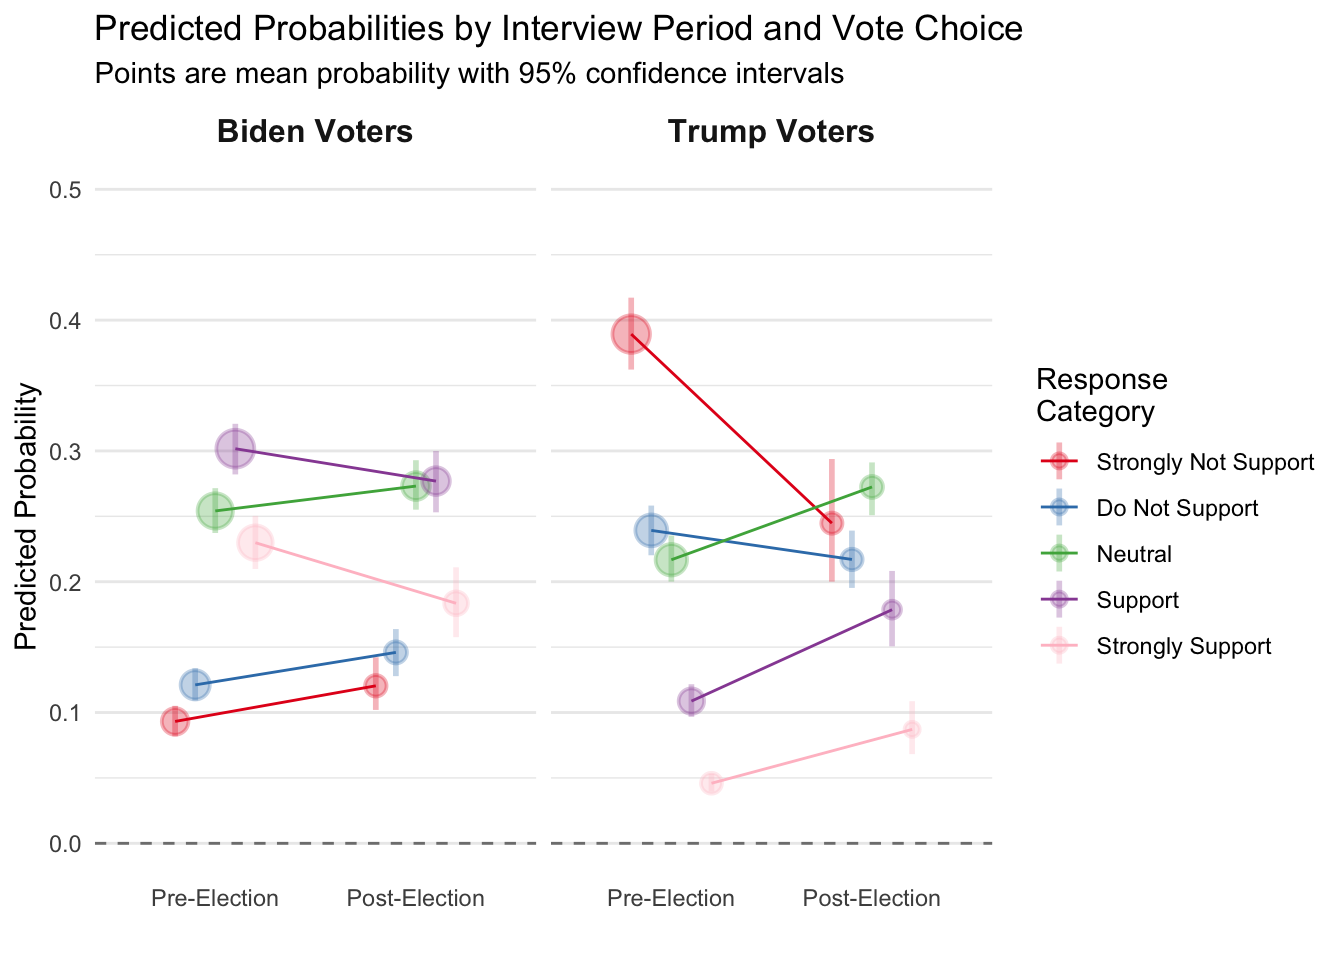 Predicted Probabilities by Interview Period and Vote Choice
Points are mean probability with 95% confidence intervals
Biden Voters
Trump Voters
Predicted Probability
0.5
0.4
0.3
0.2
0.1
0.0
Pre-Election
Post-Election
Pre-Election
Post-Election
Response
Category
Strongly Not Support
Do Not Support
Neutral
Support
Strongly Support